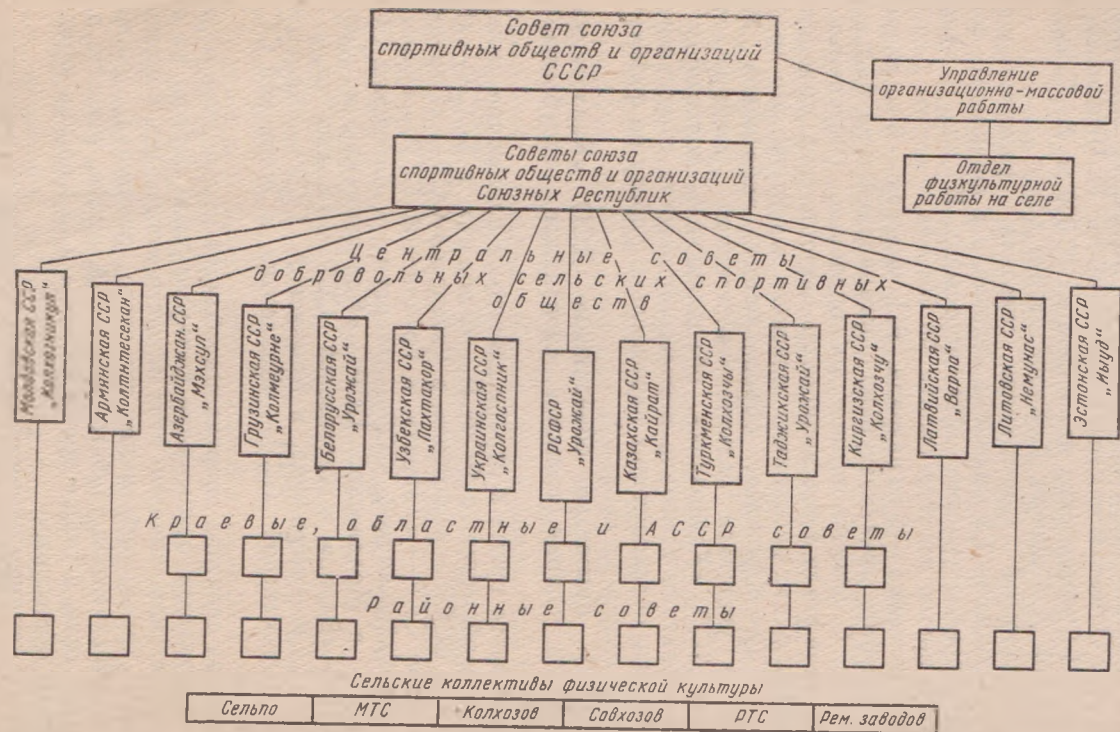 Совет союза
спортивных обществ и организаций
СССР
Управление
организационно-массовой
работы
Советы союза
спортивных обществ и организаций
Союзных Республик
Отдел
физкультурной
работы на селе
Центральные советы
добровольных сельских спортивных
обществ
Молдавская ССР
Армянская ССР
„Колтнтесехан“
Азербайджан. ССР
„Мэхсул“
Грузинская ССР
„Колмеурне“
Белорусская ССР
„Урожай“
Узбекская ССР
„Пахтакор“
Украинская ССР
„Колгоспник“
РСФСР
„Урожай“
Казахская ССР
„Кайрат“
Туркменская ССР
„Колхозчы“
Таджикская ССР
„Урожай“
Киргизская ССР
„Колхозчу“
Латвийская ССР
„Варпа“
Литовская ССР
„Немунас“
Эстонская ССР
„Иыуд“
Краевые, областные и АССР советы
Районные советы
Сельские коллективы физической культуры
Сельпо МТС Колхозов Совхозов РТС Рем. заводов